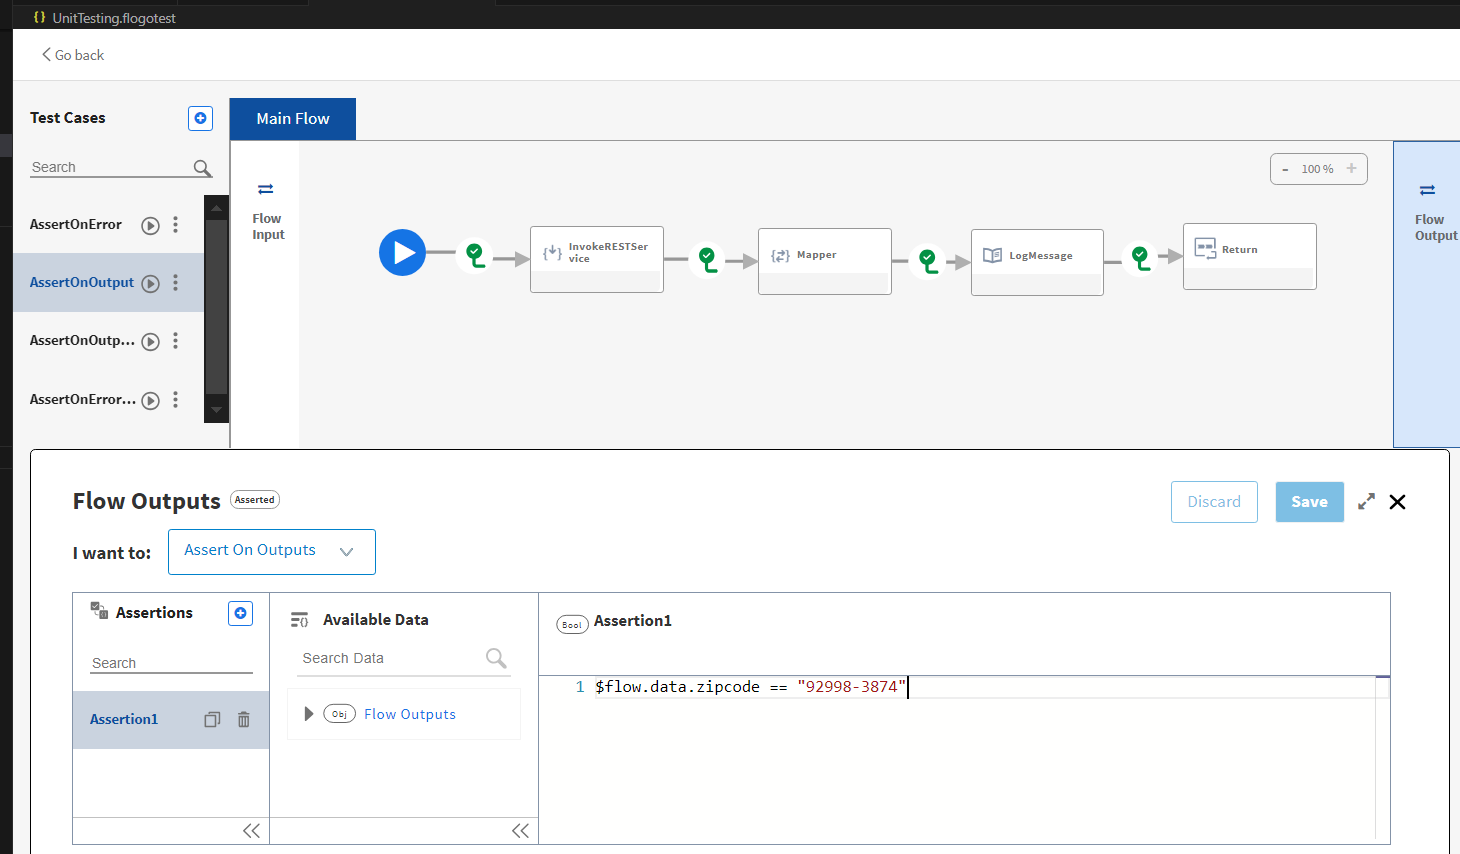 {} UnitTesting.flogotest
Go back
Test Cases
Search
AssertOnError
AssertOnOutput
AssertOnOutp...
AssertOnError...
Main Flow
Flow
Input
- 100 % +
InvokeRESTSer
vice
Mapper
LogMessage
Return
Flow
Output
Flow Outputs Asserted
Discard
Save
I want to: Assert On Outputs
Assertions
Search
Assertion1
Available Data
Search Data
Obj Flow Outputs
Bool Assertion1
1 $flow.data.zipcode == "92998-3874"